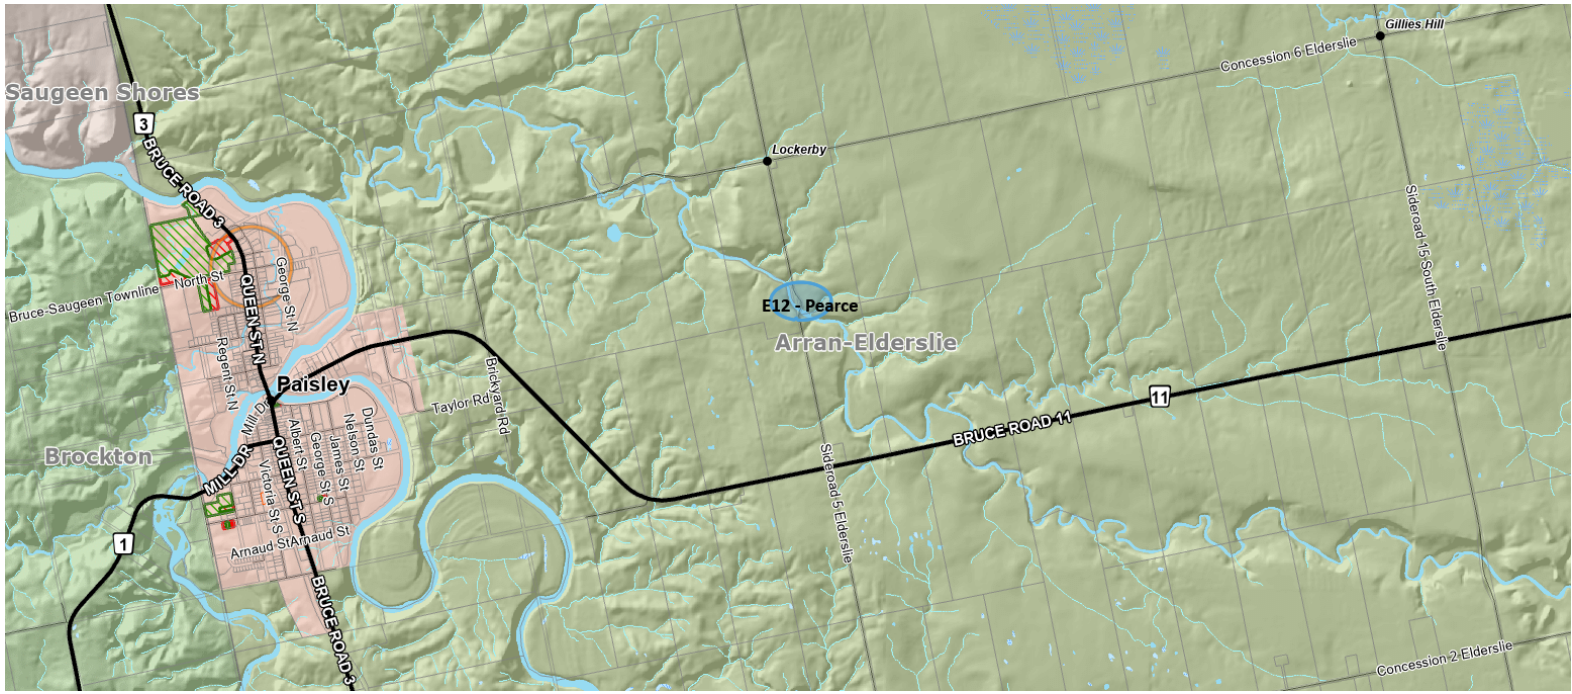 Gillies Hill
Concession 6 Elderslie
Saugeen Shores
3
BRUCE ROAD 3
Lockerby
Sideroad 15 South Elderslie
North St
Bruce-Saugeen Townline
George St N
QUEEN ST N
E12 - Pearce
Arran-Elderslie
Regent St N
Paisley
Brickyard Rd
Taylor Rd
11
BRUCE ROAD 11
Mill Dr
Dundas St
Nelson St
James St
George St S
Albert St
Victoria St S
QUEEN ST S
Brockton
MILL DR
Sideroad 5 Elderslie
1
Arnaud St
Arnaud St
BRUCE ROAD 3
Concession 2 Elderslie